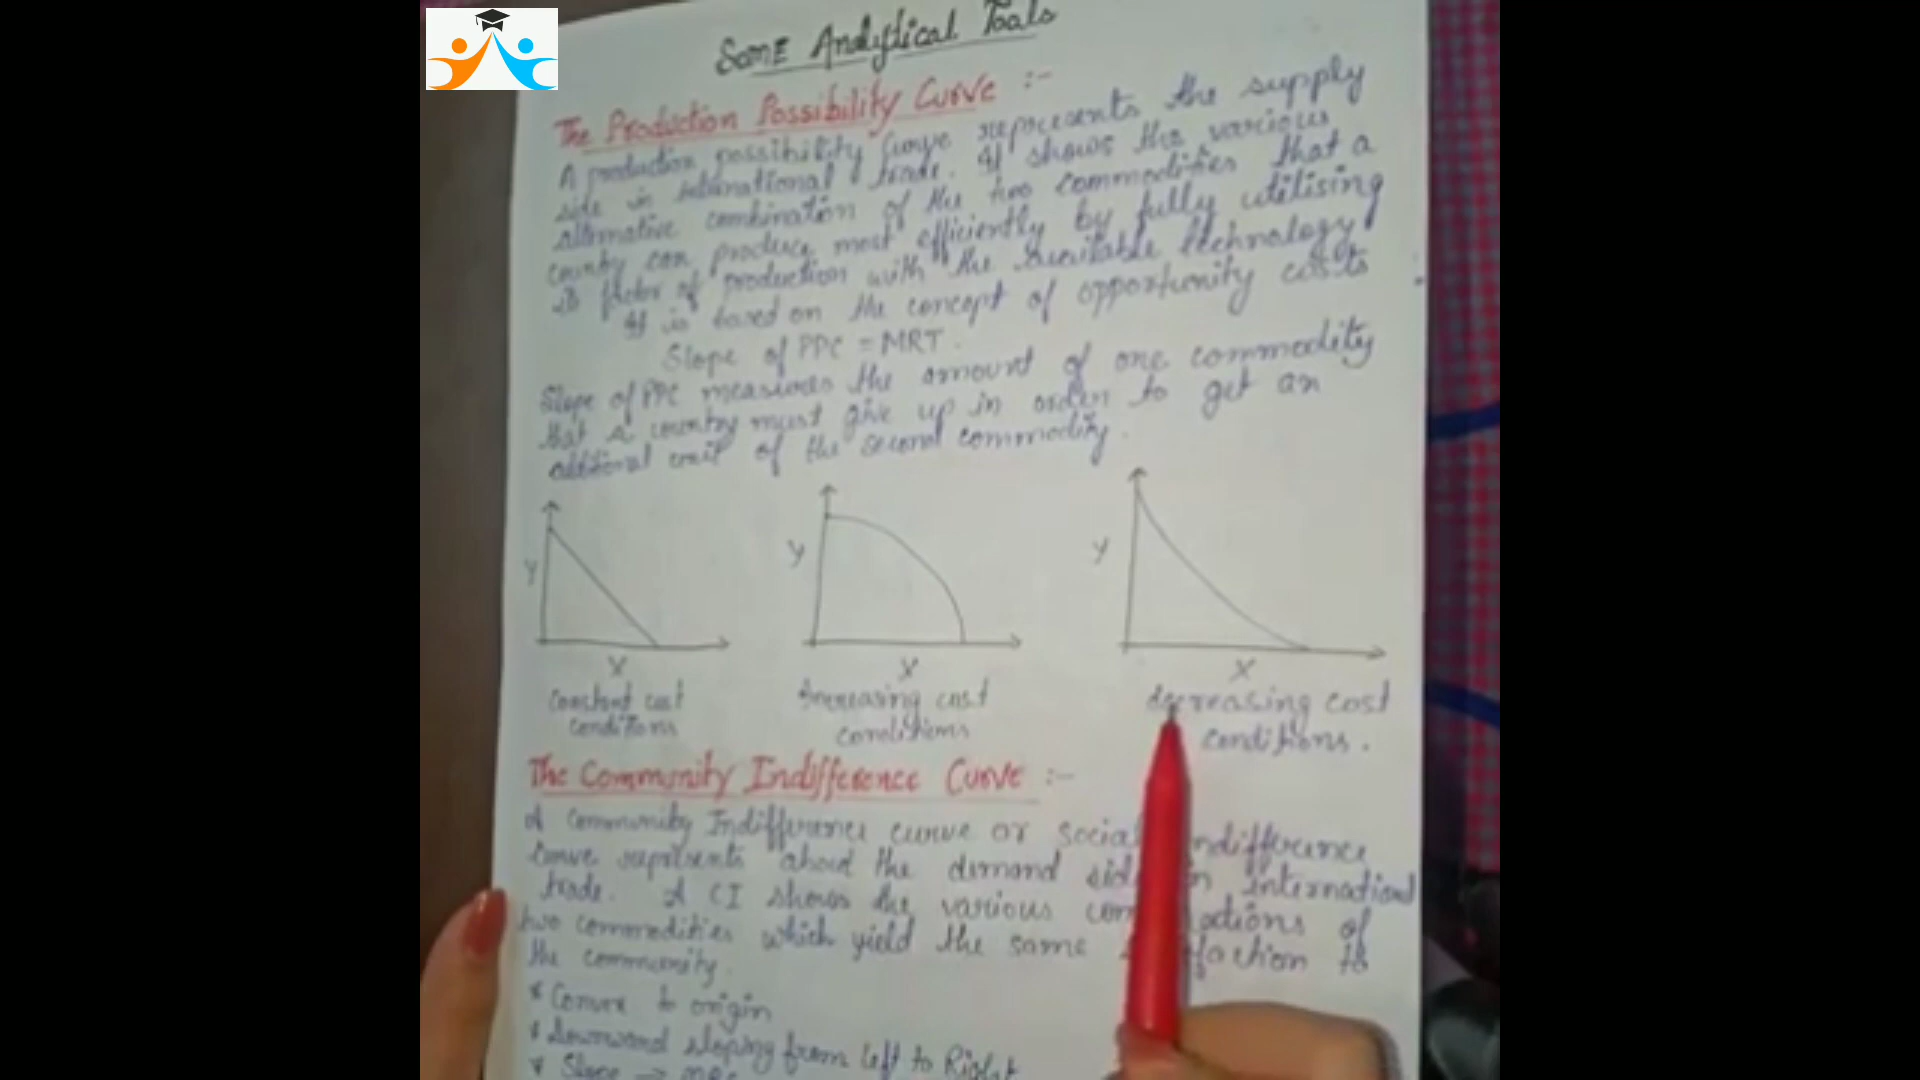 Some Analytical Tools
The Production Possibility Curve :-
A production possibility curve represents the supply
side in international trade. It shows the various
alternative combination of the two commodities that a
country can produce most efficiently by fully utilising
factor of production with the available technology
It is based on the concept of opportunity costs
Slope of PPC = MRT.
Slope of PPC measures the amount of one commodity
that a country must give up in order to get an
additional unit of the second commodity.
Y
X
Constant cost
conditions
Y
X
Increasing cost
conditions
Y
X
decreasing cost
conditions.
The Community Indifference Curve :-
A Community Indifference curve or social indifference
curve represents about the demand side in international
trade. A CI shows the various
two commodities which yield the same
the community.
* Convex to origin
* Downward sloping from left to Right
* Slope →